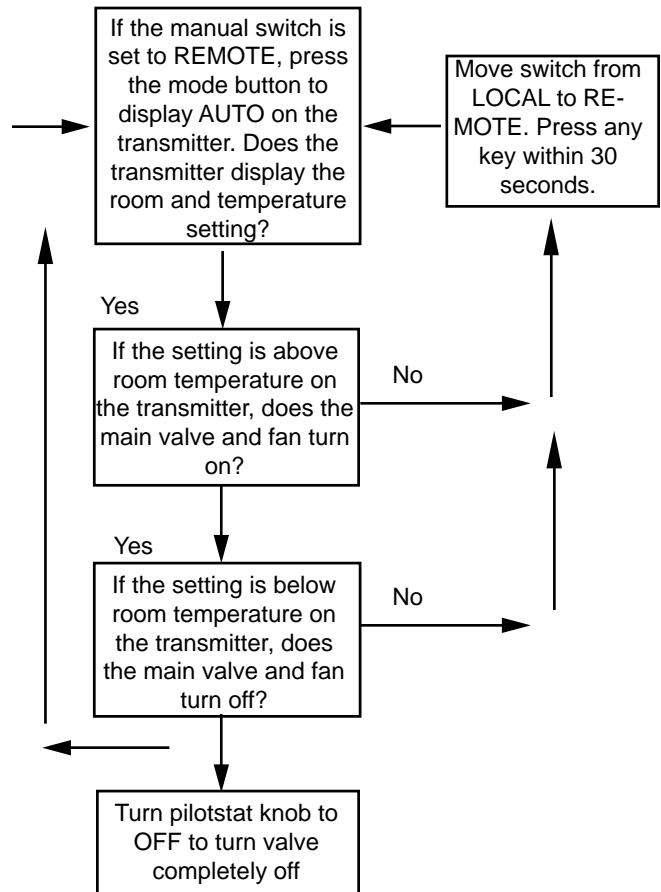 If the manual switch is
set to REMOTE, press
the mode button to
display AUTO on the
transmitter. Does the
transmitter display the
room and temperature
setting?
Move switch from
LOCAL to RE-
MOTE. Press any
key within 30
seconds.
Yes
If the setting is above
room temperature on
the transmitter, does the
main valve and fan turn
on?
No
Yes
If the setting is below
room temperature on
the transmitter, does
the main valve and fan
turn off?
No
Turn pilotstat knob to
OFF to turn valve
completely off